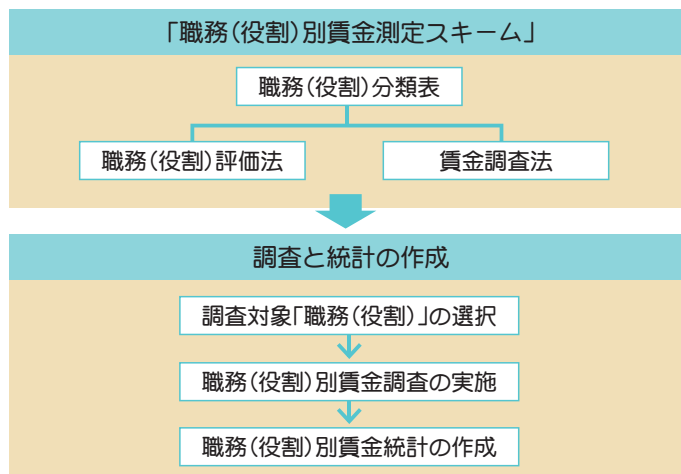 「職務(役割)別賃金測定スキーム」
職務(役割)分類表
職務(役割)評価法
賃金調査法
調査と統計の作成
調査対象「職務(役割)」の選択
職務(役割)別賃金調査の実施
職務(役割)別賃金統計の作成